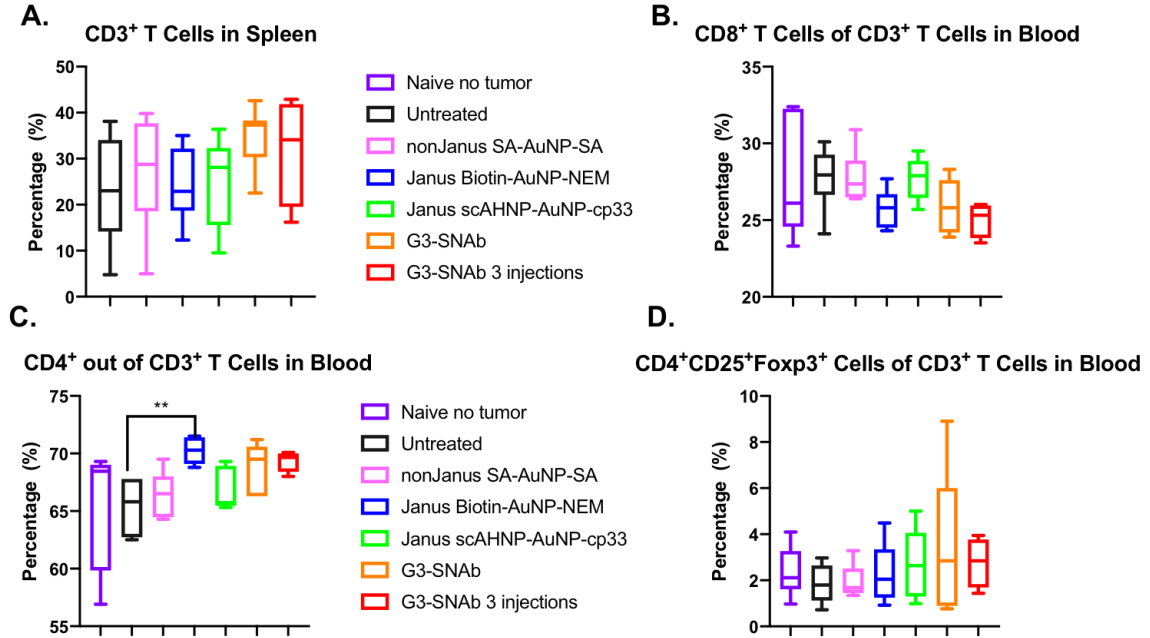 A.
CD3⁺ T Cells in Spleen
Percentage (%)
50
40
30
20
10
0
Naive no tumor
Untreated
nonJanus SA-AuNP-SA
Janus Biotin-AuNP-NEM
Janus scAHNP-AuNP-cp33
G3-SNAb
G3-SNAb 3 injections
B.
CD8⁺ T Cells of CD3⁺ T Cells in Blood
Percentage (%)
35
30
25
20
C.
CD4⁺ out of CD3⁺ T Cells in Blood
Percentage (%)
75
70
65
60
55
**
Naive no tumor
Untreated
nonJanus SA-AuNP-SA
Janus Biotin-AuNP-NEM
Janus scAHNP-AuNP-cp33
G3-SNAb
G3-SNAb 3 injections
D.
CD4⁺CD25⁺Foxp3⁺ Cells of CD3⁺ T Cells in Blood
Percentage (%)
10
8
6
4
2
0